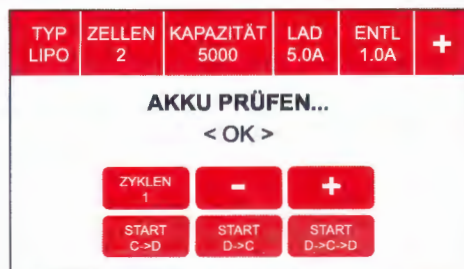 TYP ZELLEN KAPAZITÄT LAD ENTL +
LIPO 2 5000 5.0A 1.0A
AKKU PRÜFEN...
< OK >
ZYKLEN - +
1
START START START
C->D D->C D->C->D